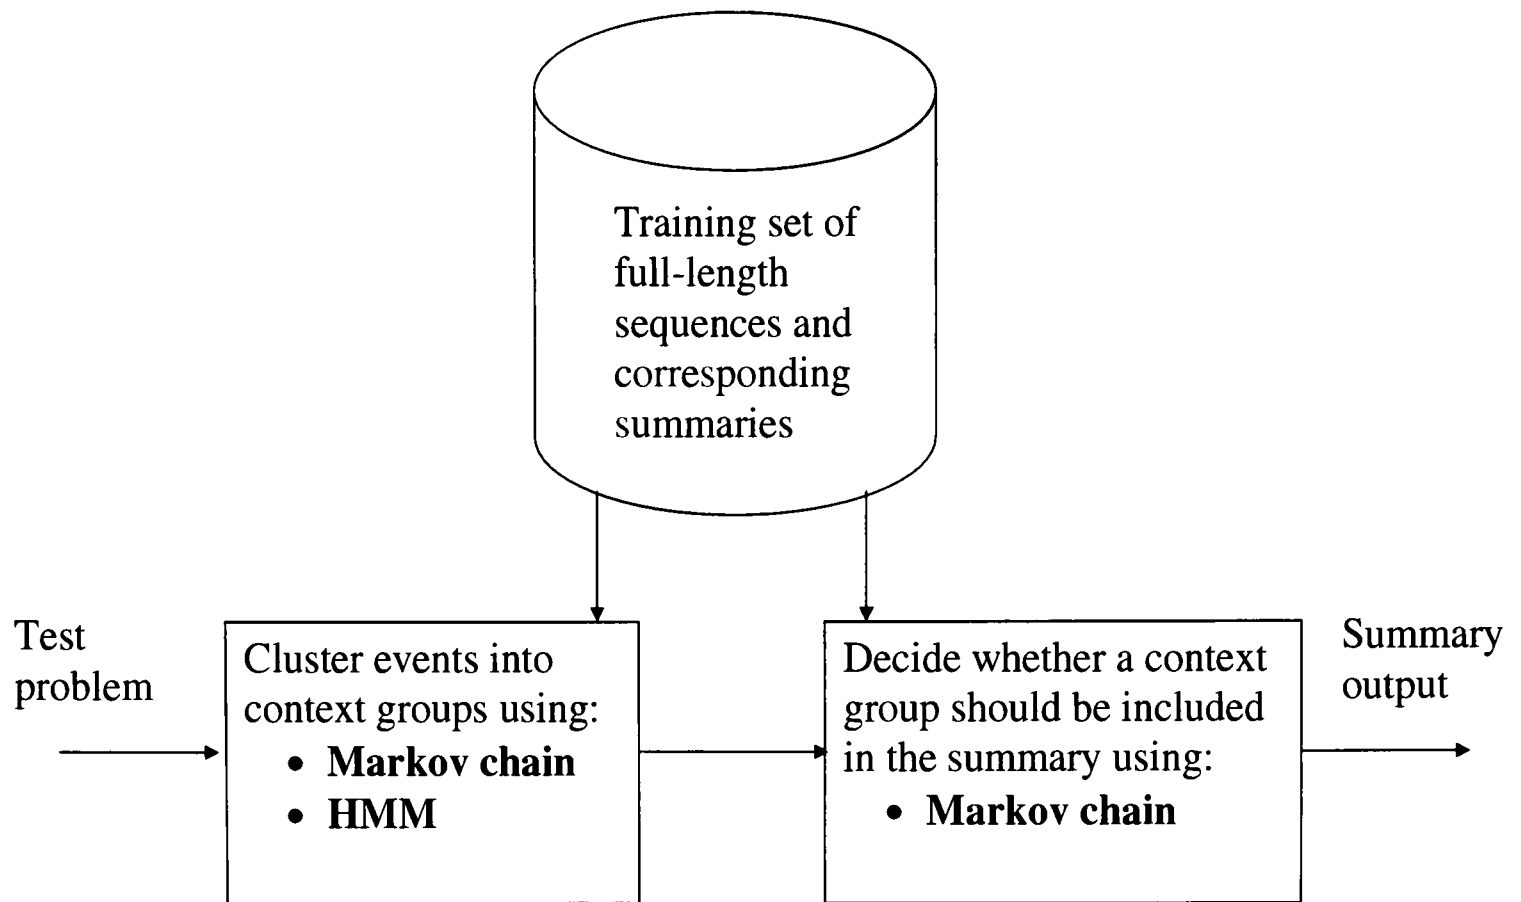 Training set of
full-length
sequences and
corresponding
summaries
Test
problem
Cluster events into
context groups using:
• Markov chain
• HMM
Decide whether a context
group should be included
in the summary using:
• Markov chain
Summary
output